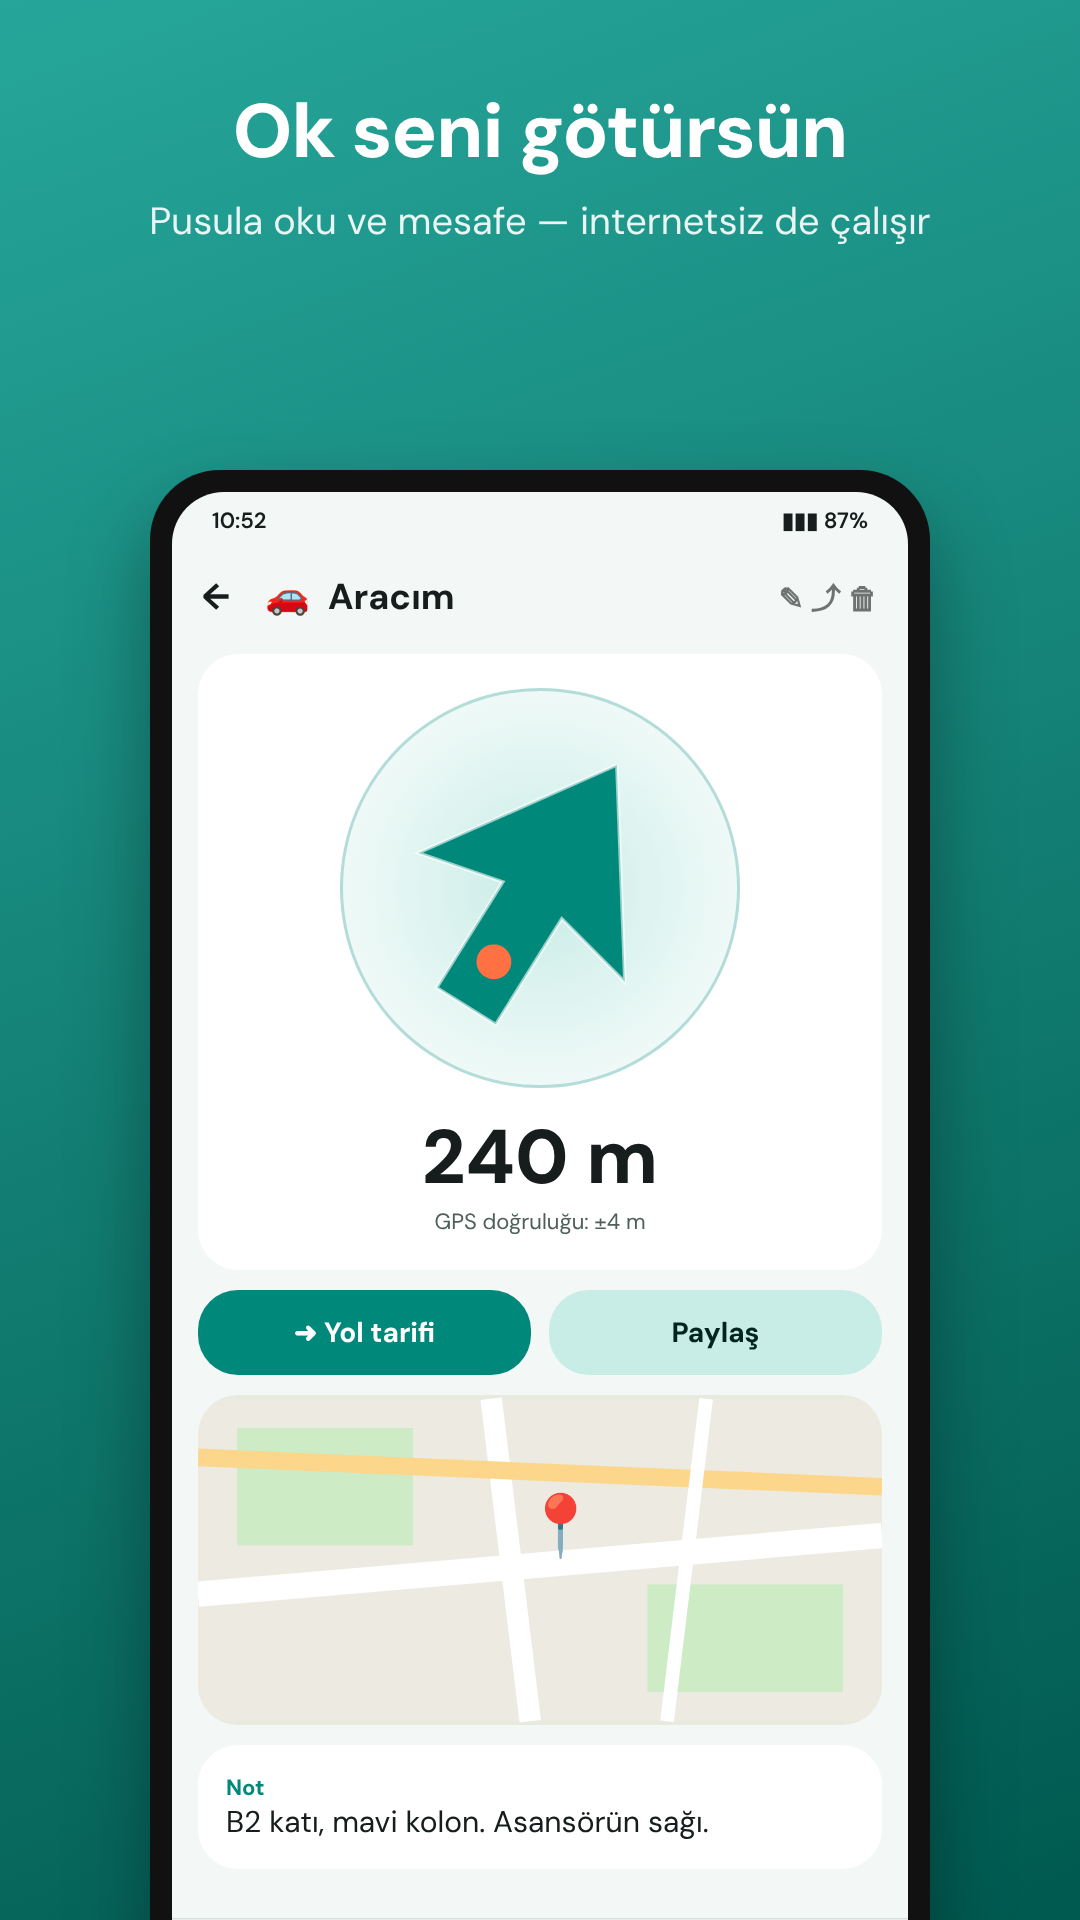 Ok seni götürsün
Pusula oku ve mesafe — internetsiz de çalışır
10:52
87%
Aracım
240 m
GPS doğruluğu: ±4 m
➜ Yol tarifi
Paylaş
Not
B2 katı, mavi kolon. Asansörün sağı.